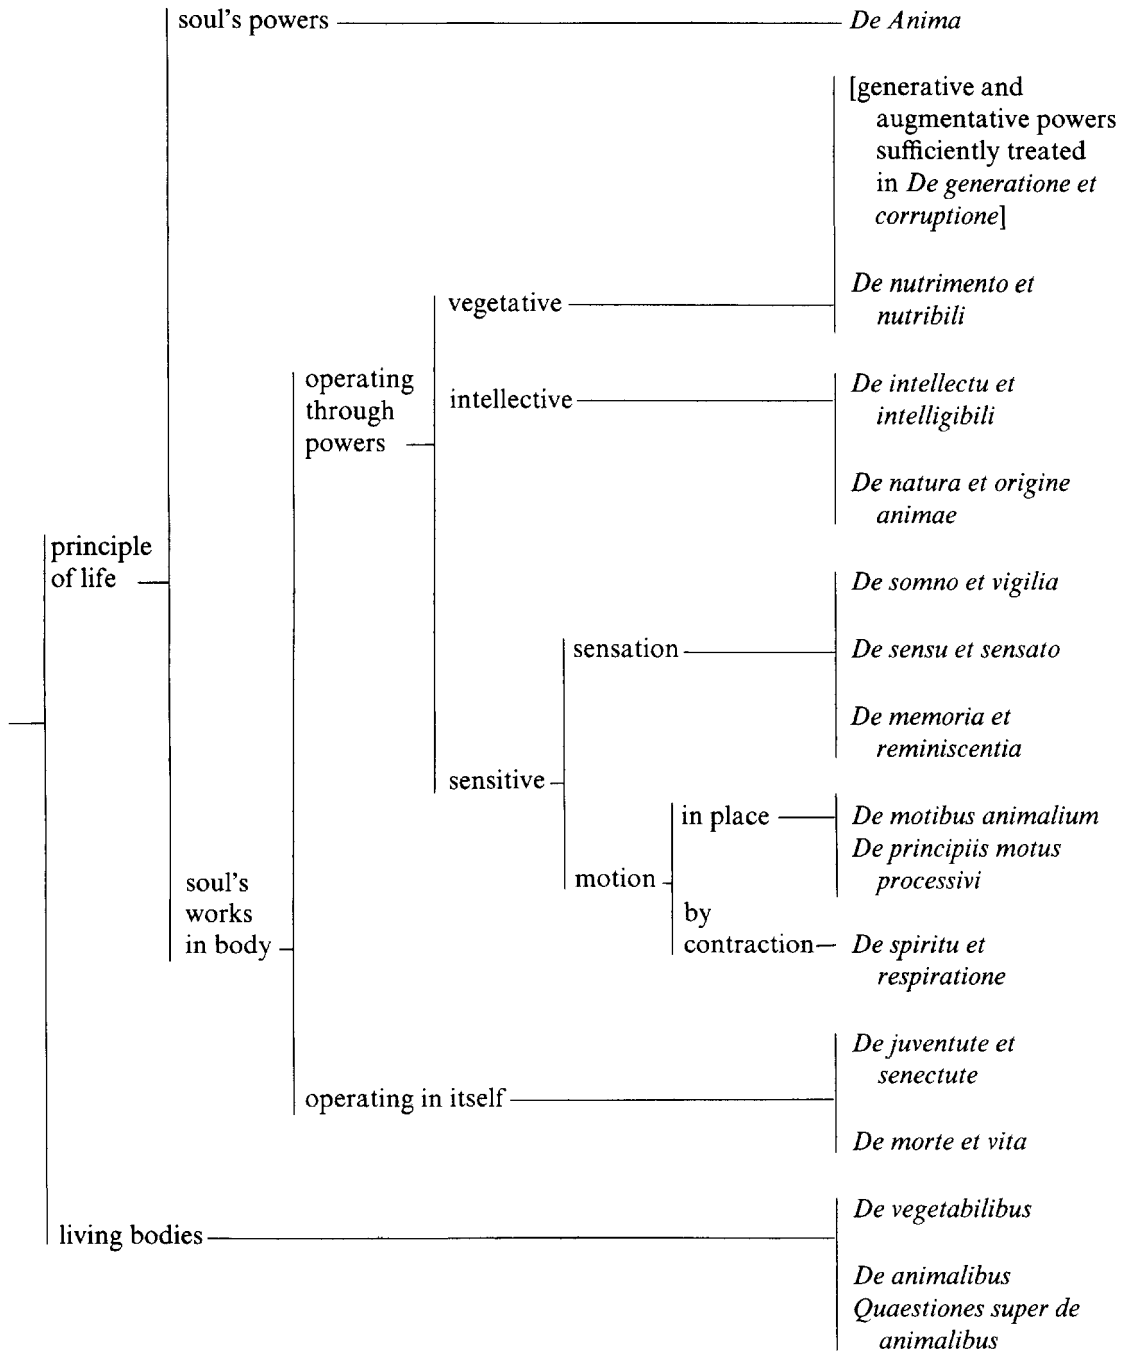 soul's powers De Anima
[generative and
augmentative powers
sufficiently treated
in De generatione et
corruptione]
De nutrimento et
vegetative
nutribili
operating
through
powers
intellective
De intellectu et
intelligibili
De natura et origine
animae
principle
of life
De somno et vigilia
sensation De sensu et sensato
De memoria et
reminiscentia
sensitive
in place De motibus animalium
De principiis motus
processivi
motion
soul's
works
in body
by
contraction De spiritu et
respiratione
De juventute et
senectute
operating in itself
De morte et vita
De vegetabilibus
living bodies
De animalibus
Quaestiones super de
animalibus